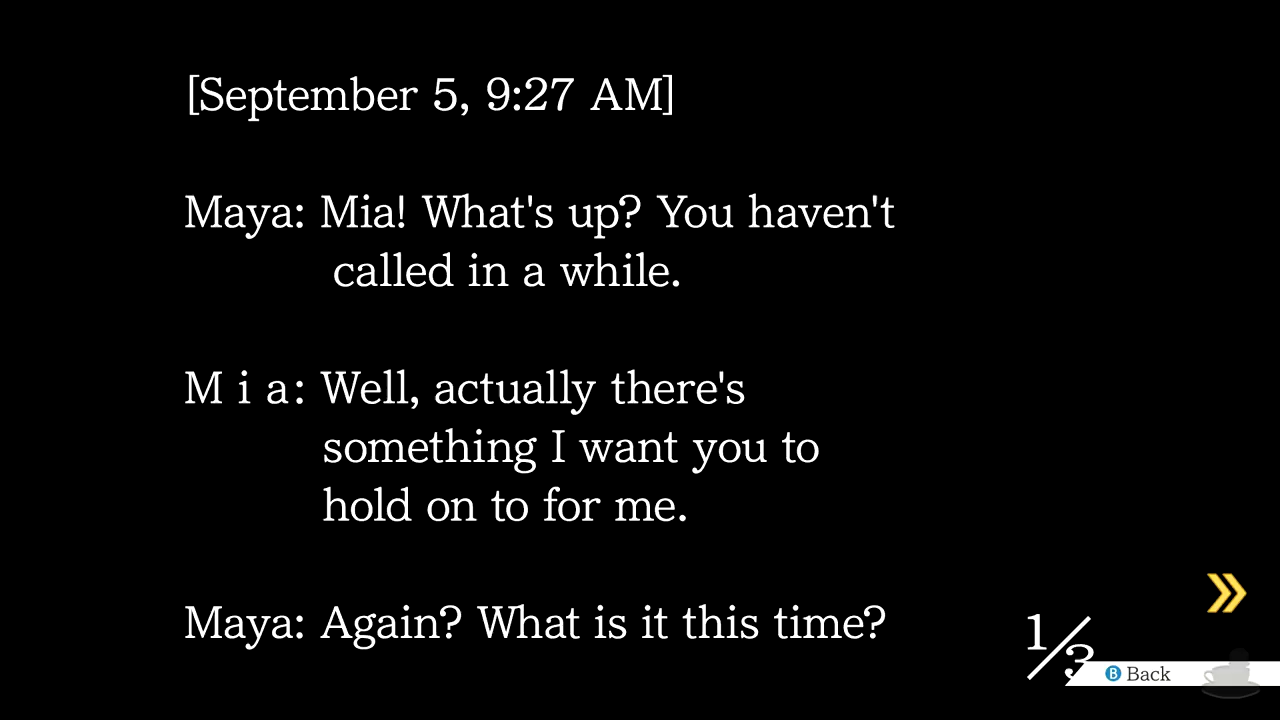 [September 5, 9:27 AM]
Maya: Mia! What's up? You haven't
called in a while.
M i a: Well, actually there's
something I want you to
hold on to for me.
Maya: Again? What is it this time?
1/3
B Back